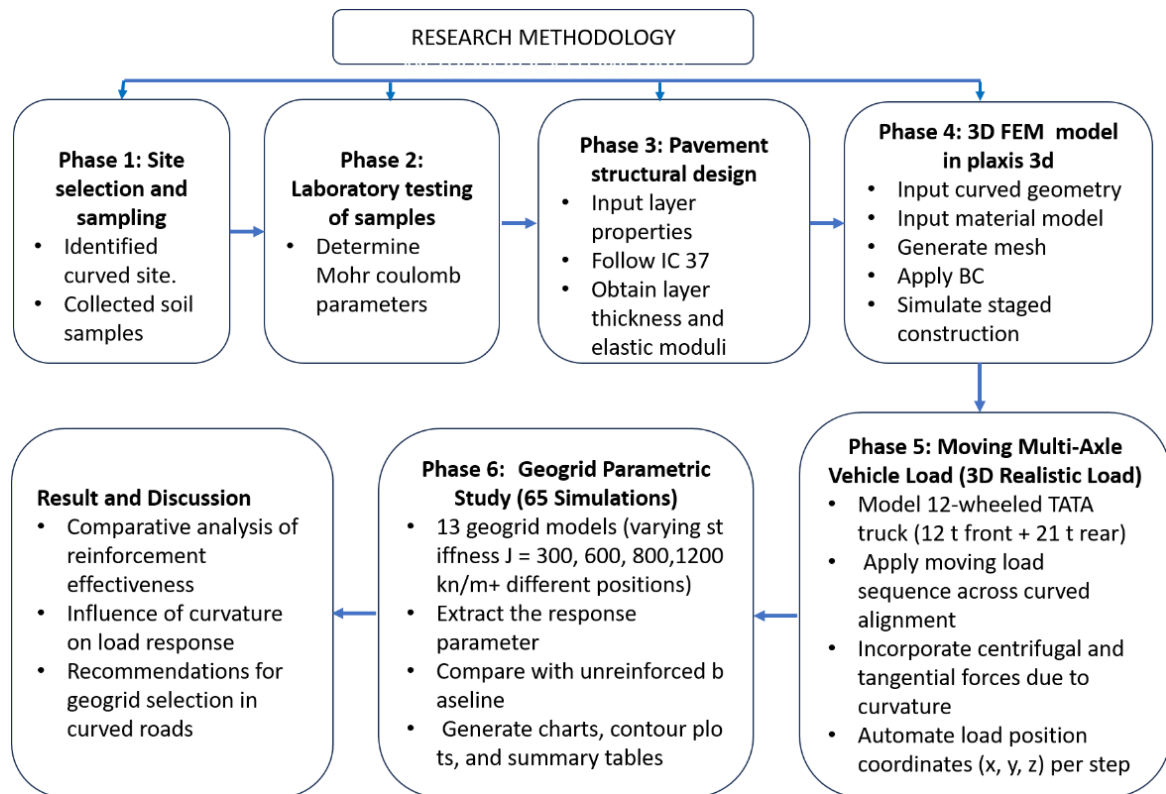 RESEARCH METHODOLOGY
Phase 1: Site
selection and
sampling
• Identified
curved site.
• Collected soil
samples
Phase 2:
Laboratory testing
of samples
• Determine
Mohr coulomb
parameters
Phase 3: Pavement
structural design
• Input layer
properties
• Follow IC 37
• Obtain layer
thickness and
elastic moduli
Phase 4: 3D FEM model
in plaxis 3d
• Input curved geometry
• Input material model
• Generate mesh
• Apply BC
• Simulate staged
construction
Phase 5: Moving Multi-Axle
Vehicle Load (3D Realistic Load)
• Model 12-wheeled TATA
truck (12 t front + 21 t rear)
• Apply moving load
sequence across curved
alignment
• Incorporate centrifugal and
tangential forces due to
curvature
• Automate load position
coordinates (x, y, z) per step
Phase 6: Geogrid Parametric
Study (65 Simulations)
• 13 geogrid models (varying st
iffness J = 300, 600, 800,1200
kn/m+ different positions)
• Extract the response
parameter
• Compare with unreinforced b
aseline
• Generate charts, contour plo
ts, and summary tables
Result and Discussion
• Comparative analysis of
reinforcement
effectiveness
• Influence of curvature
on load response
• Recommendations for
geogrid selection in
curved roads